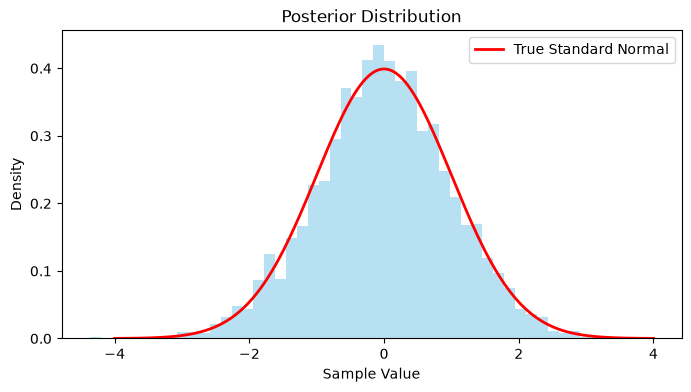 Posterior Distribution
True Standard Normal
Density
0.4
0.3
0.2
0.1
0.0
−4
−2
0
2
4
Sample Value